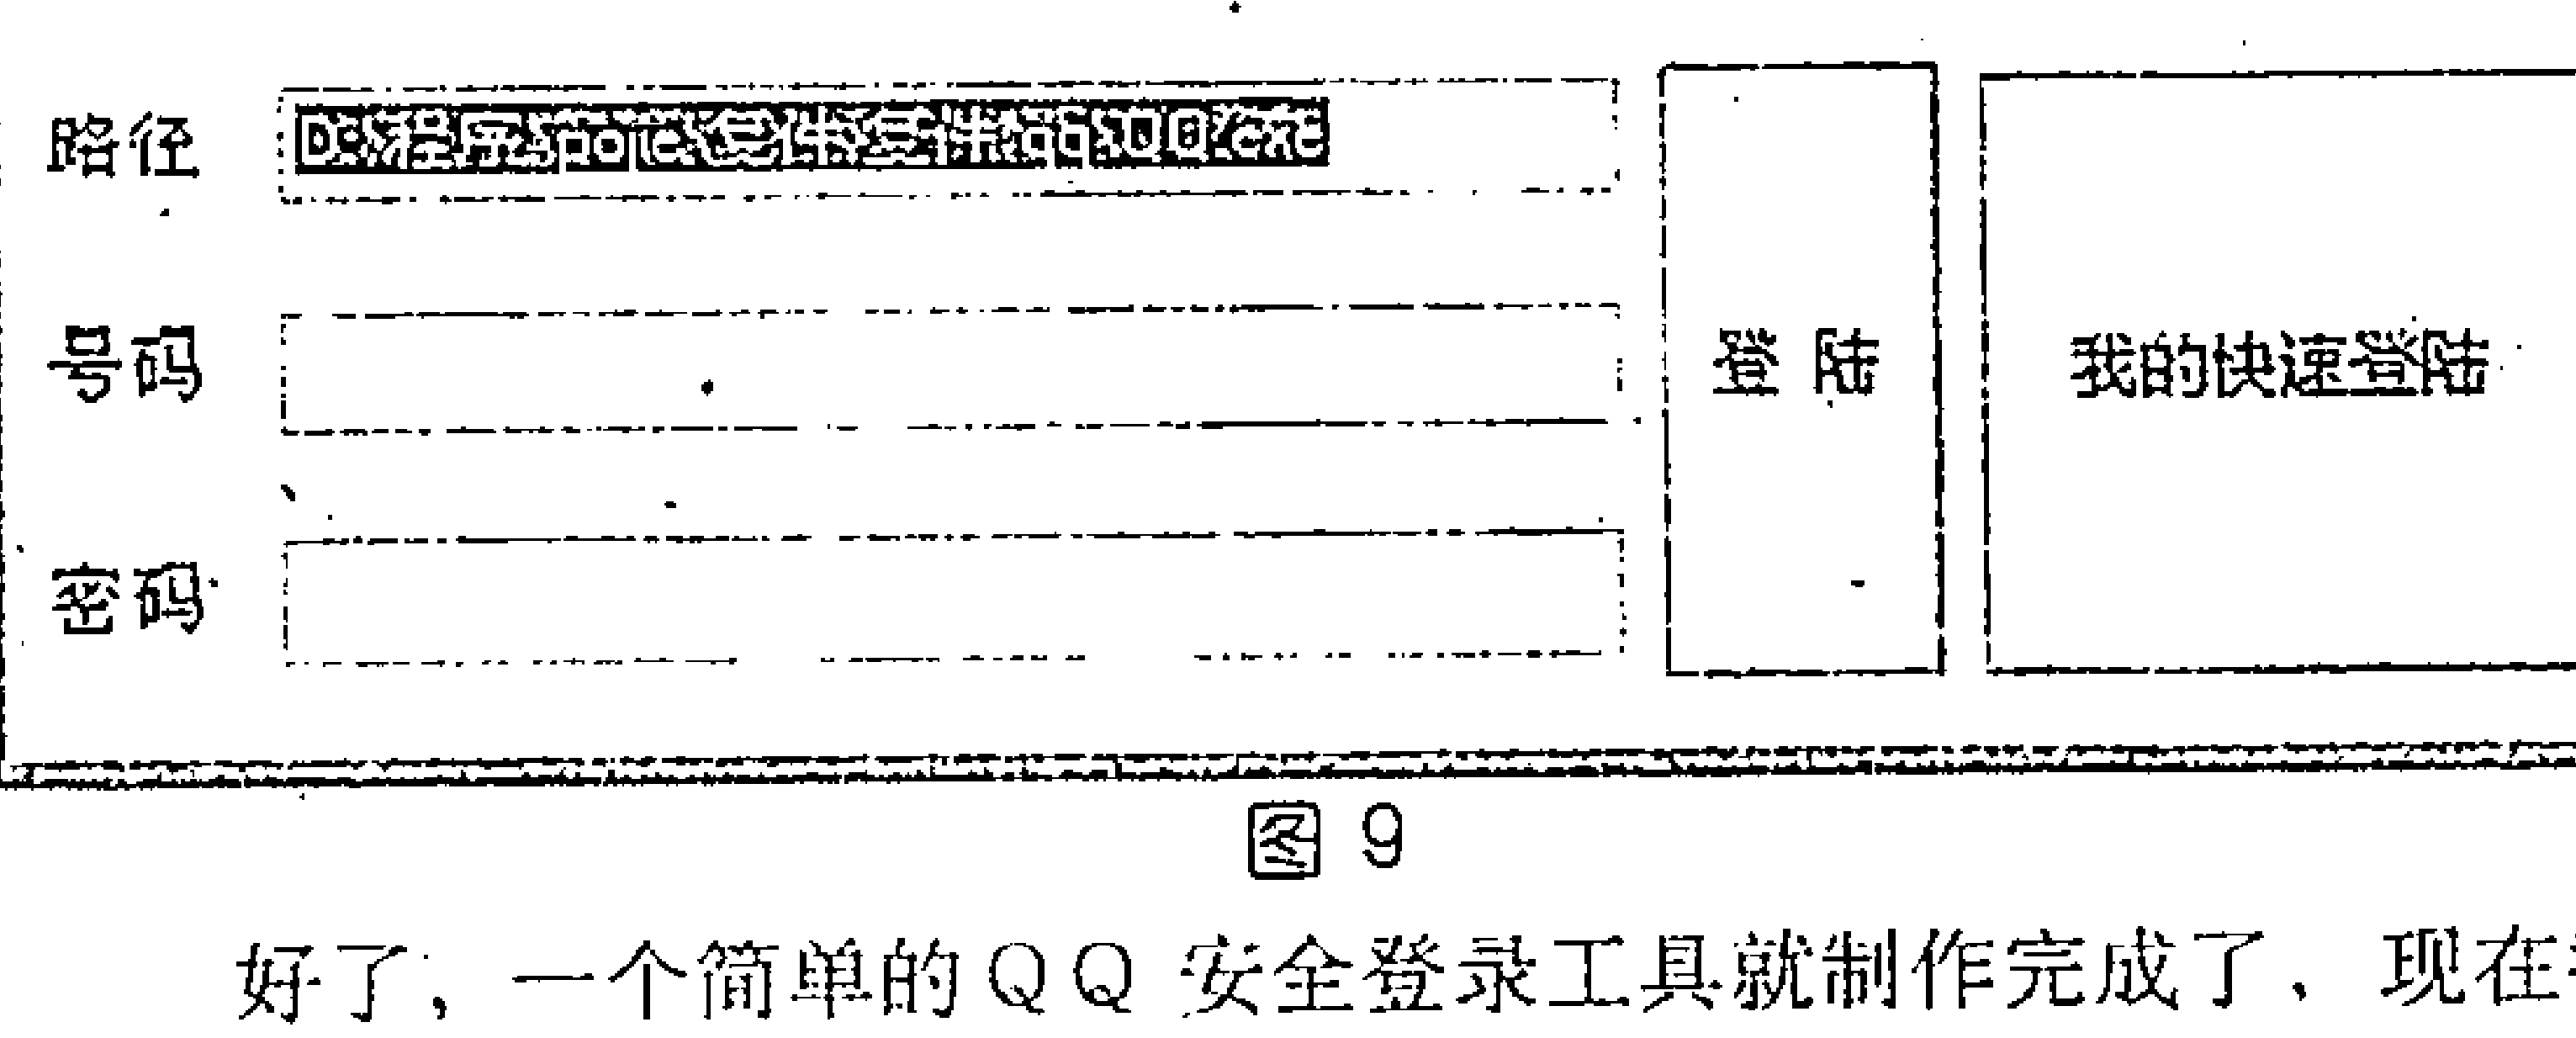 路径
号码
密码
登 陆
我的快速登陆
图 9
好了，一个简单的QQ 安全登录工具就制作完成了、现在